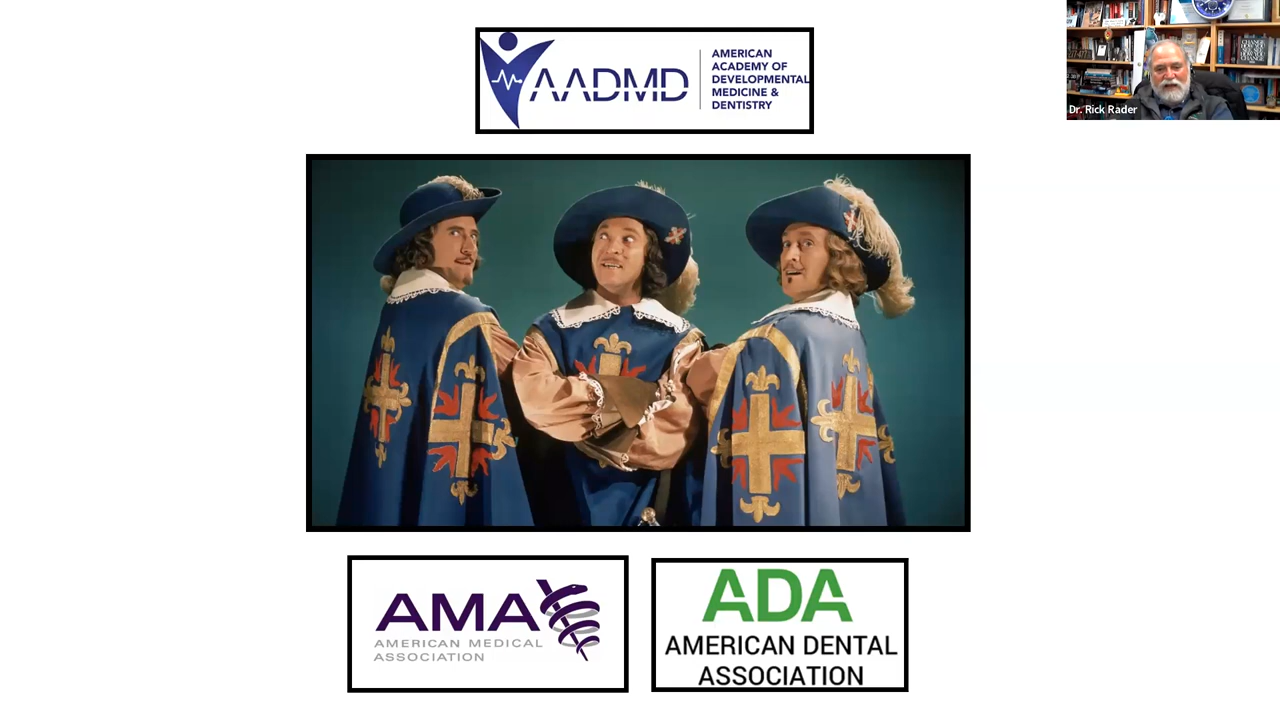 AADMD
AMERICAN
ACADEMY OF
DEVELOPMENTAL
MEDICINE &
DENTISTRY
Dr. Rick Rader
AMA
AMERICAN MEDICAL
ASSOCIATION
ADA
AMERICAN DENTAL
ASSOCIATION